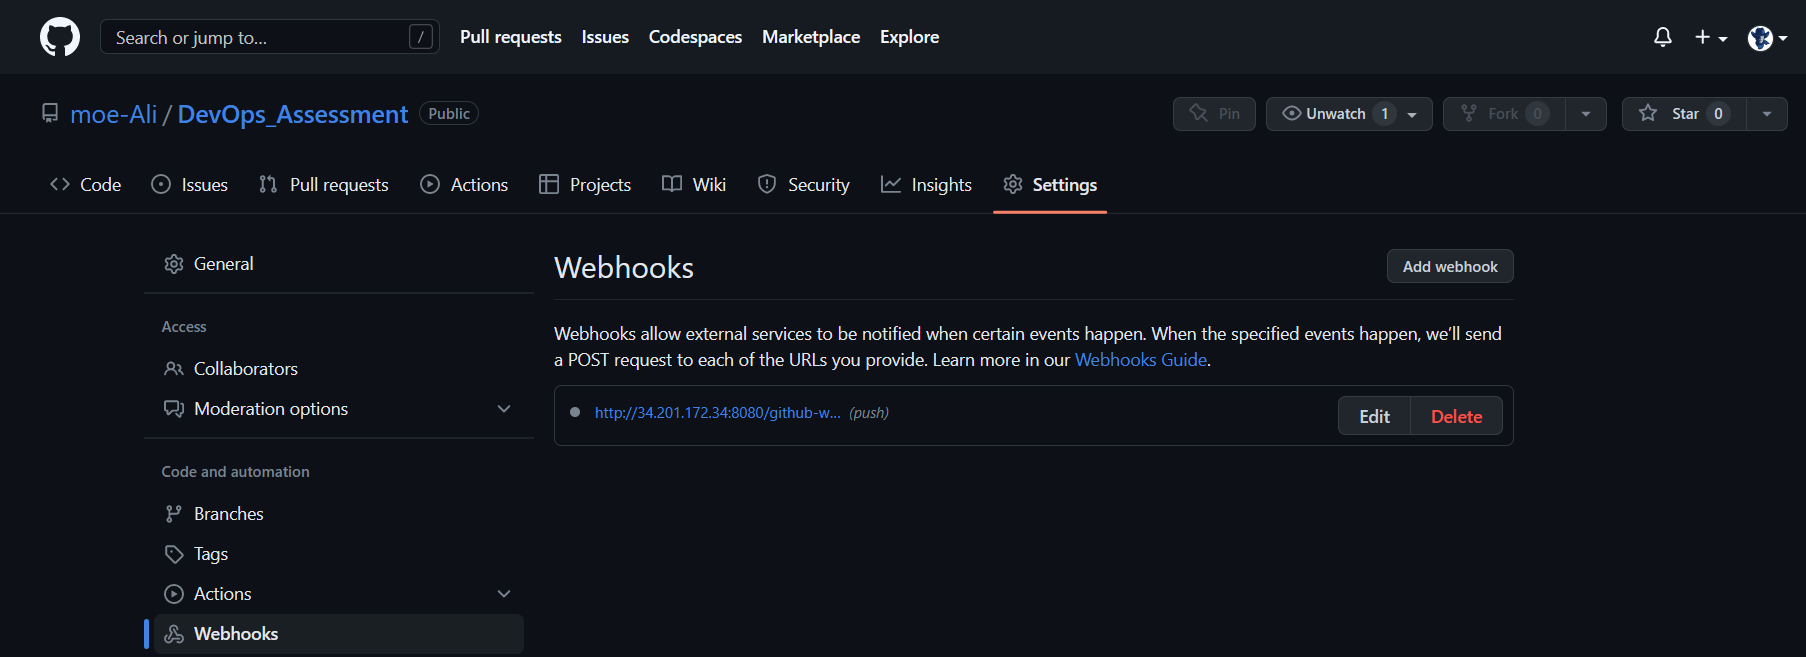 Search or jump to... / Pull requests Issues Codespaces Marketplace Explore
moe-Ali / DevOps_Assessment Public Pin Unwatch 1 Fork 0 Star 0
Code Issues Pull requests Actions Projects Wiki Security Insights Settings
General
Access
Collaborators
Moderation options
Code and automation
Branches
Tags
Actions
Webhooks
Webhooks Add webhook
Webhooks allow external services to be notified when certain events happen. When the specified events happen, we’ll send
a POST request to each of the URLs you provide. Learn more in our Webhooks Guide.
http://34.201.172.34:8080/github-w... (push) Edit Delete